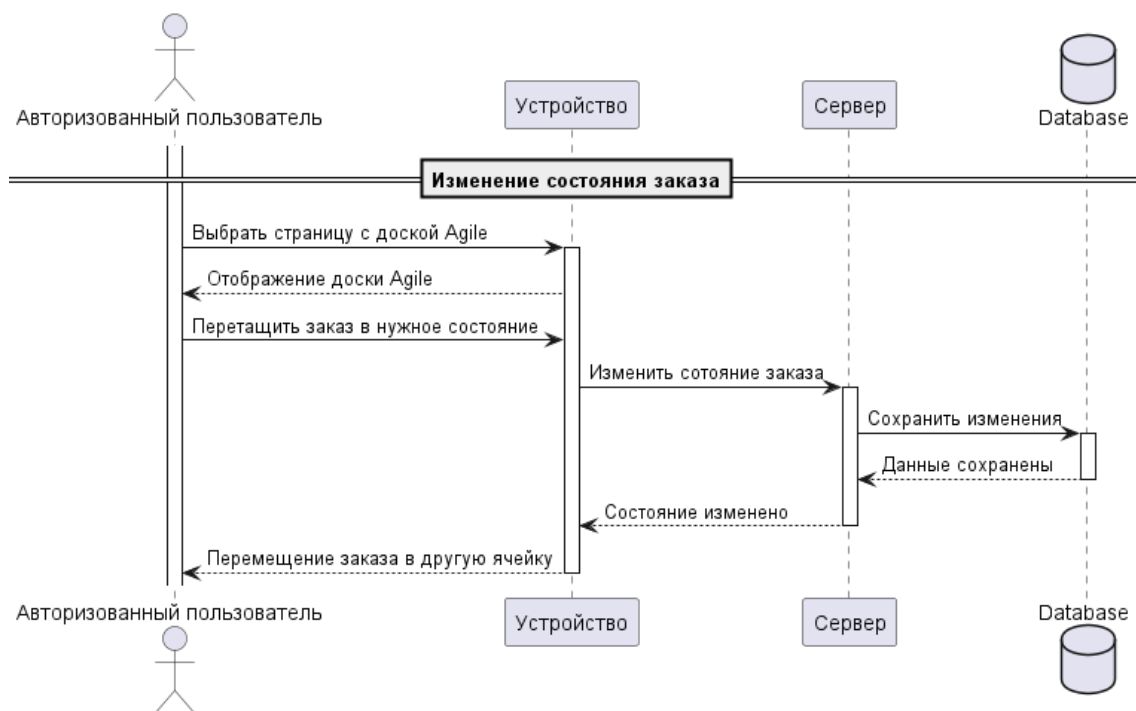 Авторизованный пользователь
Устройство
Сервер
Database
Изменение состояния заказа
Выбрать страницу с доской Agile
Отображение доски Agile
Перетащить заказ в нужное состояние
Изменить сотояние заказа
Сохранить изменения
Данные сохранены
Состояние изменено
Перемещение заказа в другую ячейку
Авторизованный пользователь
Устройство
Сервер
Database